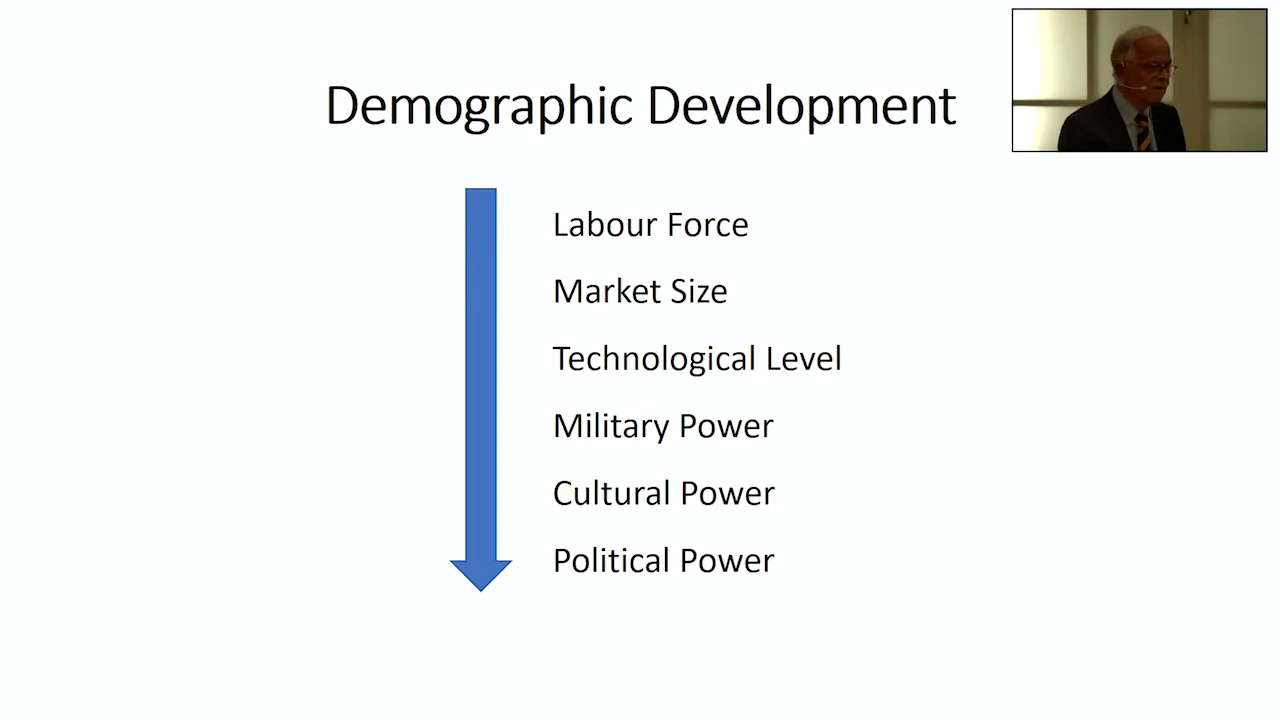 Demographic Development
Labour Force
Market Size
Technological Level
Military Power
Cultural Power
Political Power